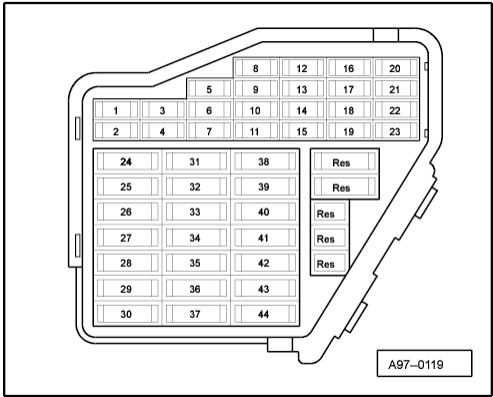 8 12 16 20
5 9 13 17 21
1 3 6 10 14 18 22
2 4 7 11 15 19 23
24 31 38 Res
25 32 39 Res
26 33 40 Res
27 34 41 Res
28 35 42 Res
29 36 43
30 37 44
A97--0119